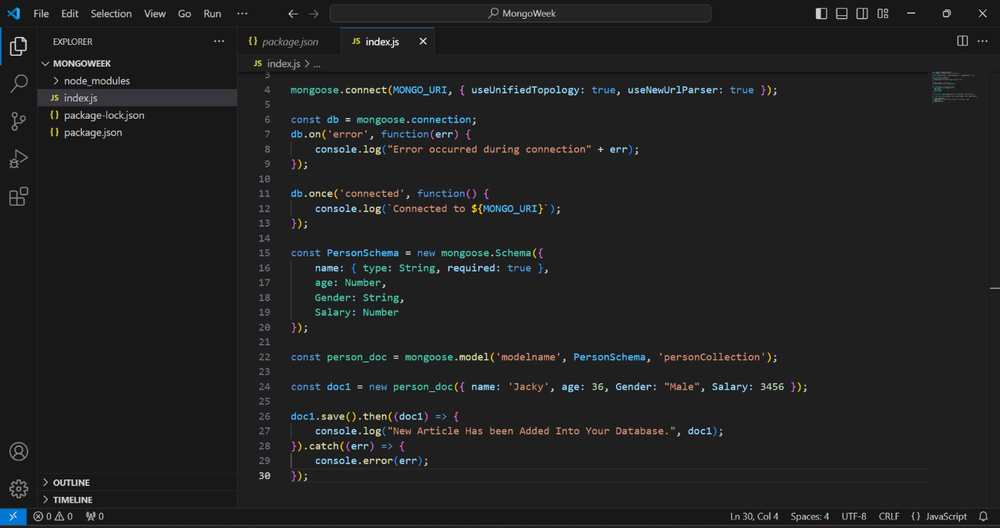 File Edit Selection View Go Run ... MongoWeek
EXPLORER ...
MONGOWEEK
node_modules
JS index.js
{} package-lock.json
{} package.json
OUTLINE
TIMELINE
{} package.json JS index.js
JS index.js > ...
3
4 mongoose.connect(MONGO_URI, { useUnifiedTopology: true, useNewUrlParser: true });
5
6 const db = mongoose.connection;
7 db.on('error', function(err) {
8 console.log("Error occurred during connection" + err);
9 });
10
11 db.once('connected', function() {
12 console.log(`Connected to ${MONGO_URI}`);
13 });
14
15 const PersonSchema = new mongoose.Schema({
16 name: { type: String, required: true },
17 age: Number,
18 Gender: String,
19 Salary: Number
20 });
21
22 const person_doc = mongoose.model('modelname', PersonSchema, 'personCollection');
23
24 const doc1 = new person_doc({ name: 'Jacky', age: 36, Gender: "Male", Salary: 3456 });
25
26 doc1.save().then((doc1) => {
27 console.log("New Article Has been Added Into Your Database.", doc1);
28 }).catch((err) => {
29 console.error(err);
30 });
0 0 0 Ln 30, Col 4 Spaces: 4 UTF-8 CRLF {} JavaScript